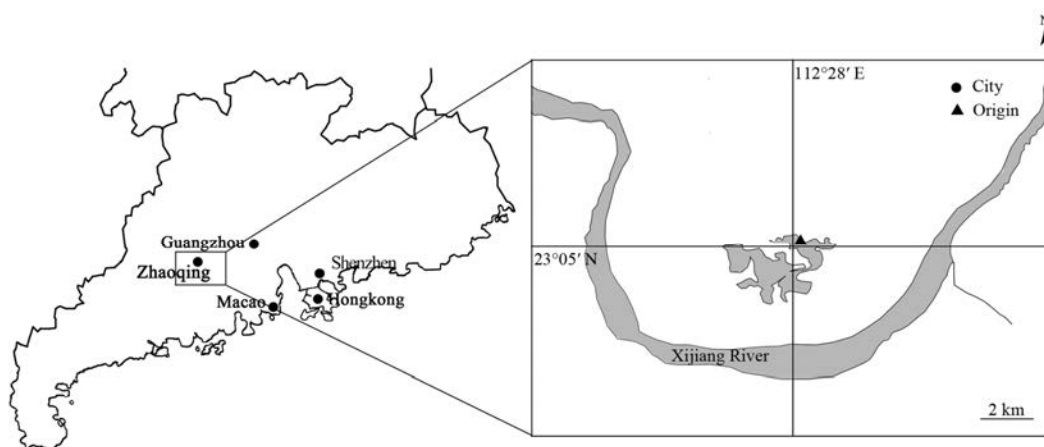 N
112°28′ E
City
Origin
Guangzhou
Zhaoqing
Shenzhen
Macao
Hongkong
23°05′ N
Xijiang River
2 km